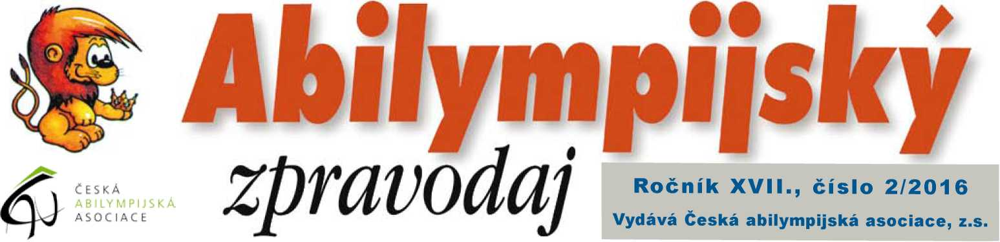 Abilympijský
zpravodaj
ČESKÁ
ABILYMPIJSKÁ
ASOCIACE
Ročník XVII., číslo 2/2016
Vydává Česká abilympijská asociace, z.s.